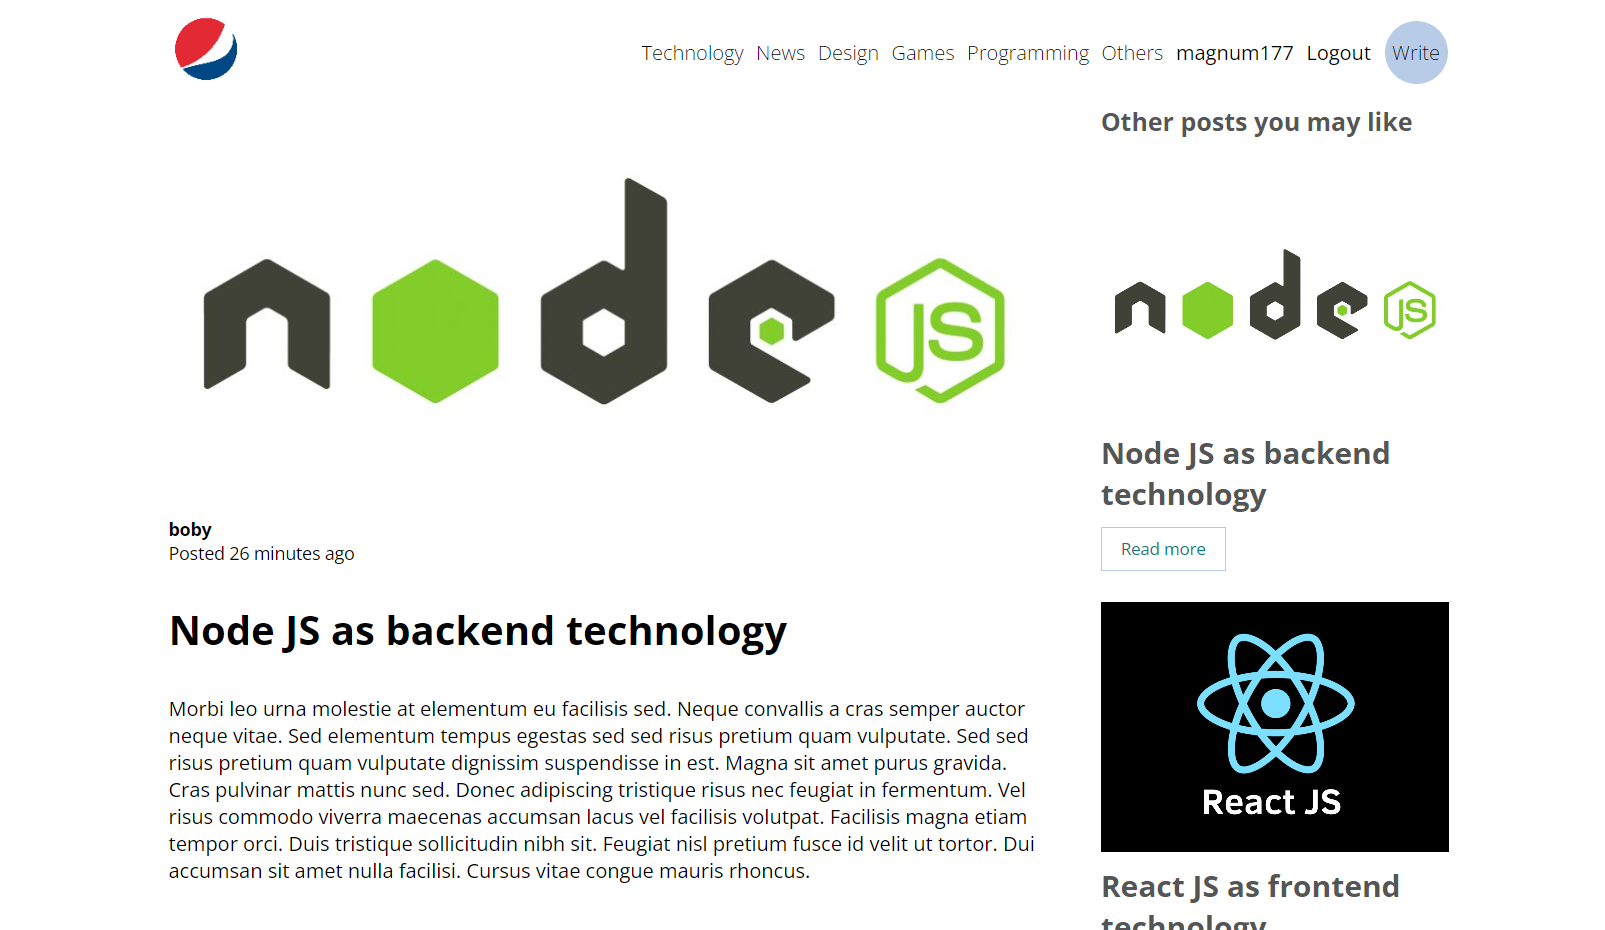 Technology News Design Games Programming Others magnum177 Logout Write
node JS
boby
Posted 26 minutes ago
Node JS as backend technology
Morbi leo urna molestie at elementum eu facilisis sed. Neque convallis a cras semper auctor
neque vitae. Sed elementum tempus egestas sed sed risus pretium quam vulputate. Sed sed
risus pretium quam vulputate dignissim suspendisse in est. Magna sit amet purus gravida.
Cras pulvinar mattis nunc sed. Donec adipiscing tristique risus nec feugiat in fermentum. Vel
risus commodo viverra maecenas accumsan lacus vel facilisis volutpat. Facilisis magna etiam
tempor orci. Duis tristique sollicitudin nibh sit. Feugiat nisl pretium fusce id velit ut tortor. Dui
accumsan sit amet nulla facilisi. Cursus vitae congue mauris rhoncus.
Other posts you may like
node JS
Node JS as backend
technology
Read more
React JS
React JS as frontend
technology